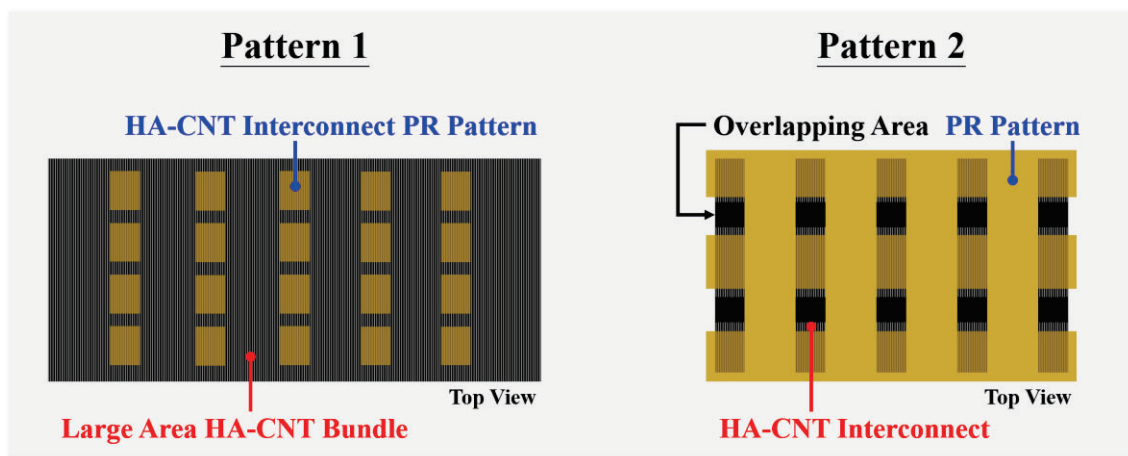 Pattern 1
HA-CNT Interconnect PR Pattern
Top View
Large Area HA-CNT Bundle
Pattern 2
Overlapping Area
PR Pattern
Top View
HA-CNT Interconnect